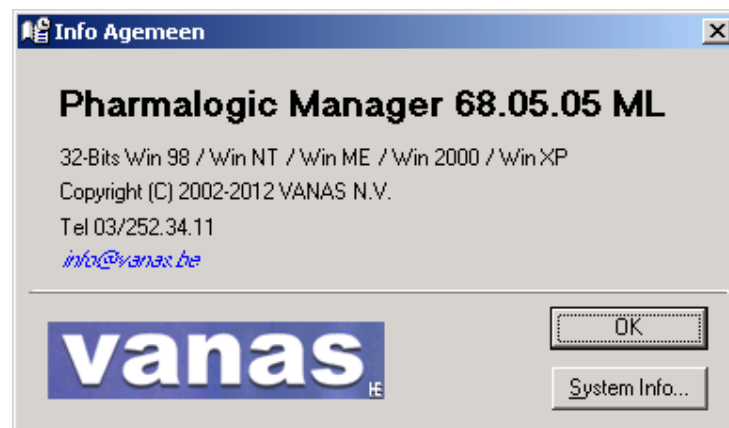 Info Agemeen
Pharmalogic Manager 68.05.05 ML
32-Bits Win 98 / Win NT / Win ME / Win 2000 / Win XP
Copyright (C) 2002-2012 VANAS N.V.
Tel 03/252.34.11
info@vanas.be
vanas
OK
System Info...